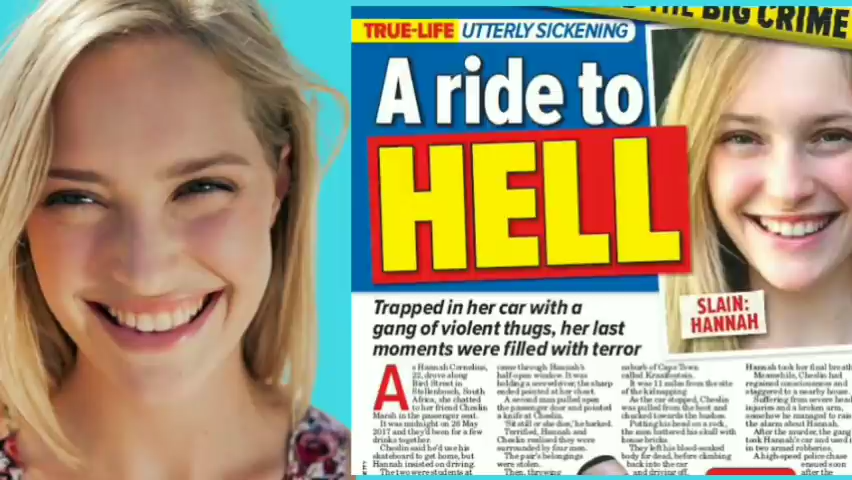 THE BIG CRIME
TRUE-LIFE UTTERLY SICKENING
A ride to
HELL
SLAIN:
HANNAH
Trapped in her car with a
gang of violent thugs, her last
moments were filled with terror
As Hannah Cornelius,
22, drove along
Bird Street in
Stellenbosch, South
Africa, she chatted
to her friend Cheslin
Marsh in the passenger seat.
It was midnight on 26 May
2017 and they'd been for a few
drinks together.
Cheslin said he'd use his
skateboard to get home, but
Hannah insisted on driving.
The two were students at
came through Hannah's
half-open window. It was
holding a screwdriver, the sharp
ended pointed at her chest.
A second man pulled open
the passenger door and pointed
a knife at Cheslin.
'Sit still or she dies,' he barked.
Terrified, Hannah and
Cheslin realised they were
surrounded by four men.
The pair's belongings
were stolen.
Then, throwing
suburb of Cape Town
called Kraaifontein.
It was 11 miles from the site
of the kidnapping.
As the car stopped, Cheslin
was pulled from the boot and
chucked towards the bushes.
Putting his head on a rock,
the men battered his skull with
house bricks.
They left his blood-soaked
body for dead, before climbing
back into the car
and driving off
Hannah took her final breath
Meanwhile, Cheslin had
regained consciousness and
staggered to a nearby house.
Suffering from severe head
injuries and a broken arm,
somehow he managed to raise
the alarm about Hannah.
After the murder, the gang
took Hannah's car and used i
in two armed robberies.
A high-speed police chase
ensued soon
after the